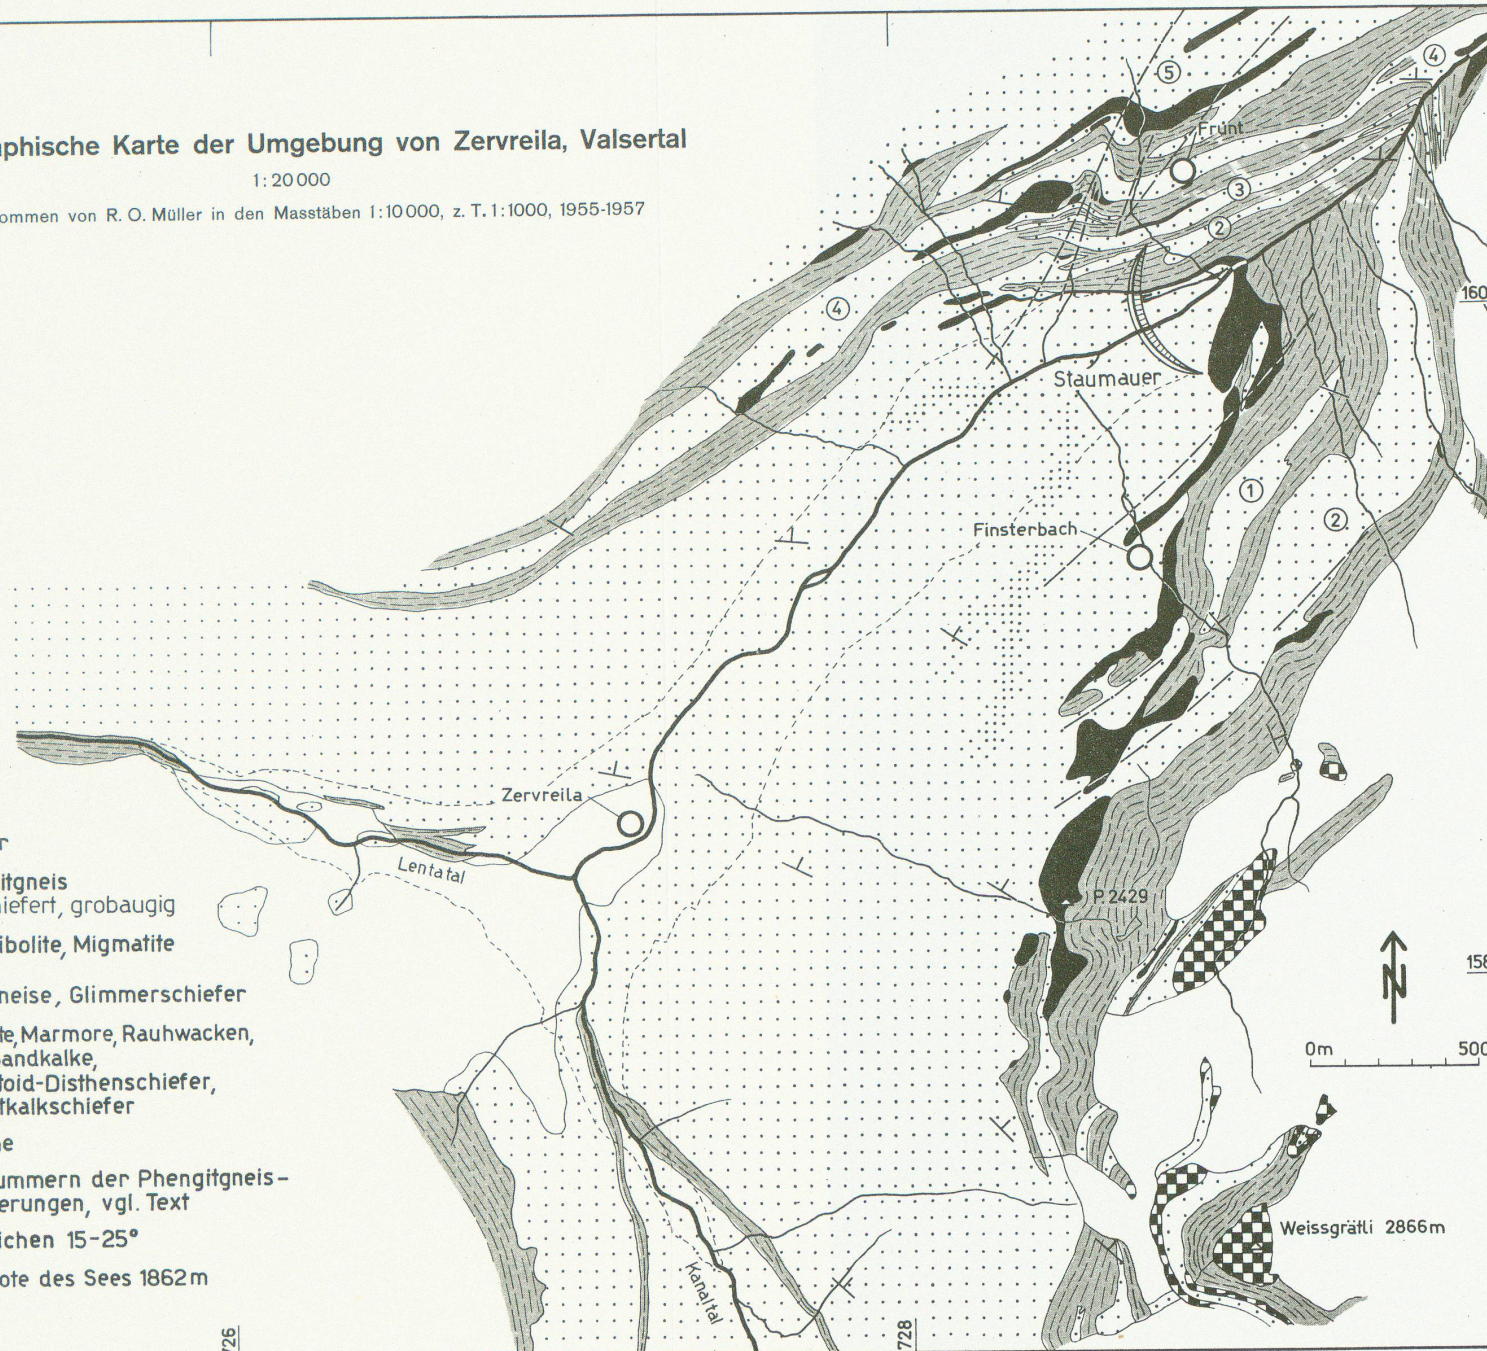 aphische Karte der Umgebung von Zervreila, Valsertal
1:20000
ommen von R. O. Müller in den Masstäben 1:10000, z. T. 1:1000, 1955-1957
5
4
Frunt
3
2
160
4
Staumauer
1
2
Finsterbach
Zervreila
Lentatal
P. 2429
N
158
0m
500
r
itgneis
iefert, grobaugig
ibolite, Migmatite
neise, Glimmerschiefer
te, Marmore, Rauhwacken,
andkalke,
toid-Disthenschiefer,
tkalkschiefer
e
ummern der Phengitgneis-
erungen, vgl. Text
ichen 15-25°
ote des Sees 1862m
Weissgrätli 2866m
Kanaltal
726
728